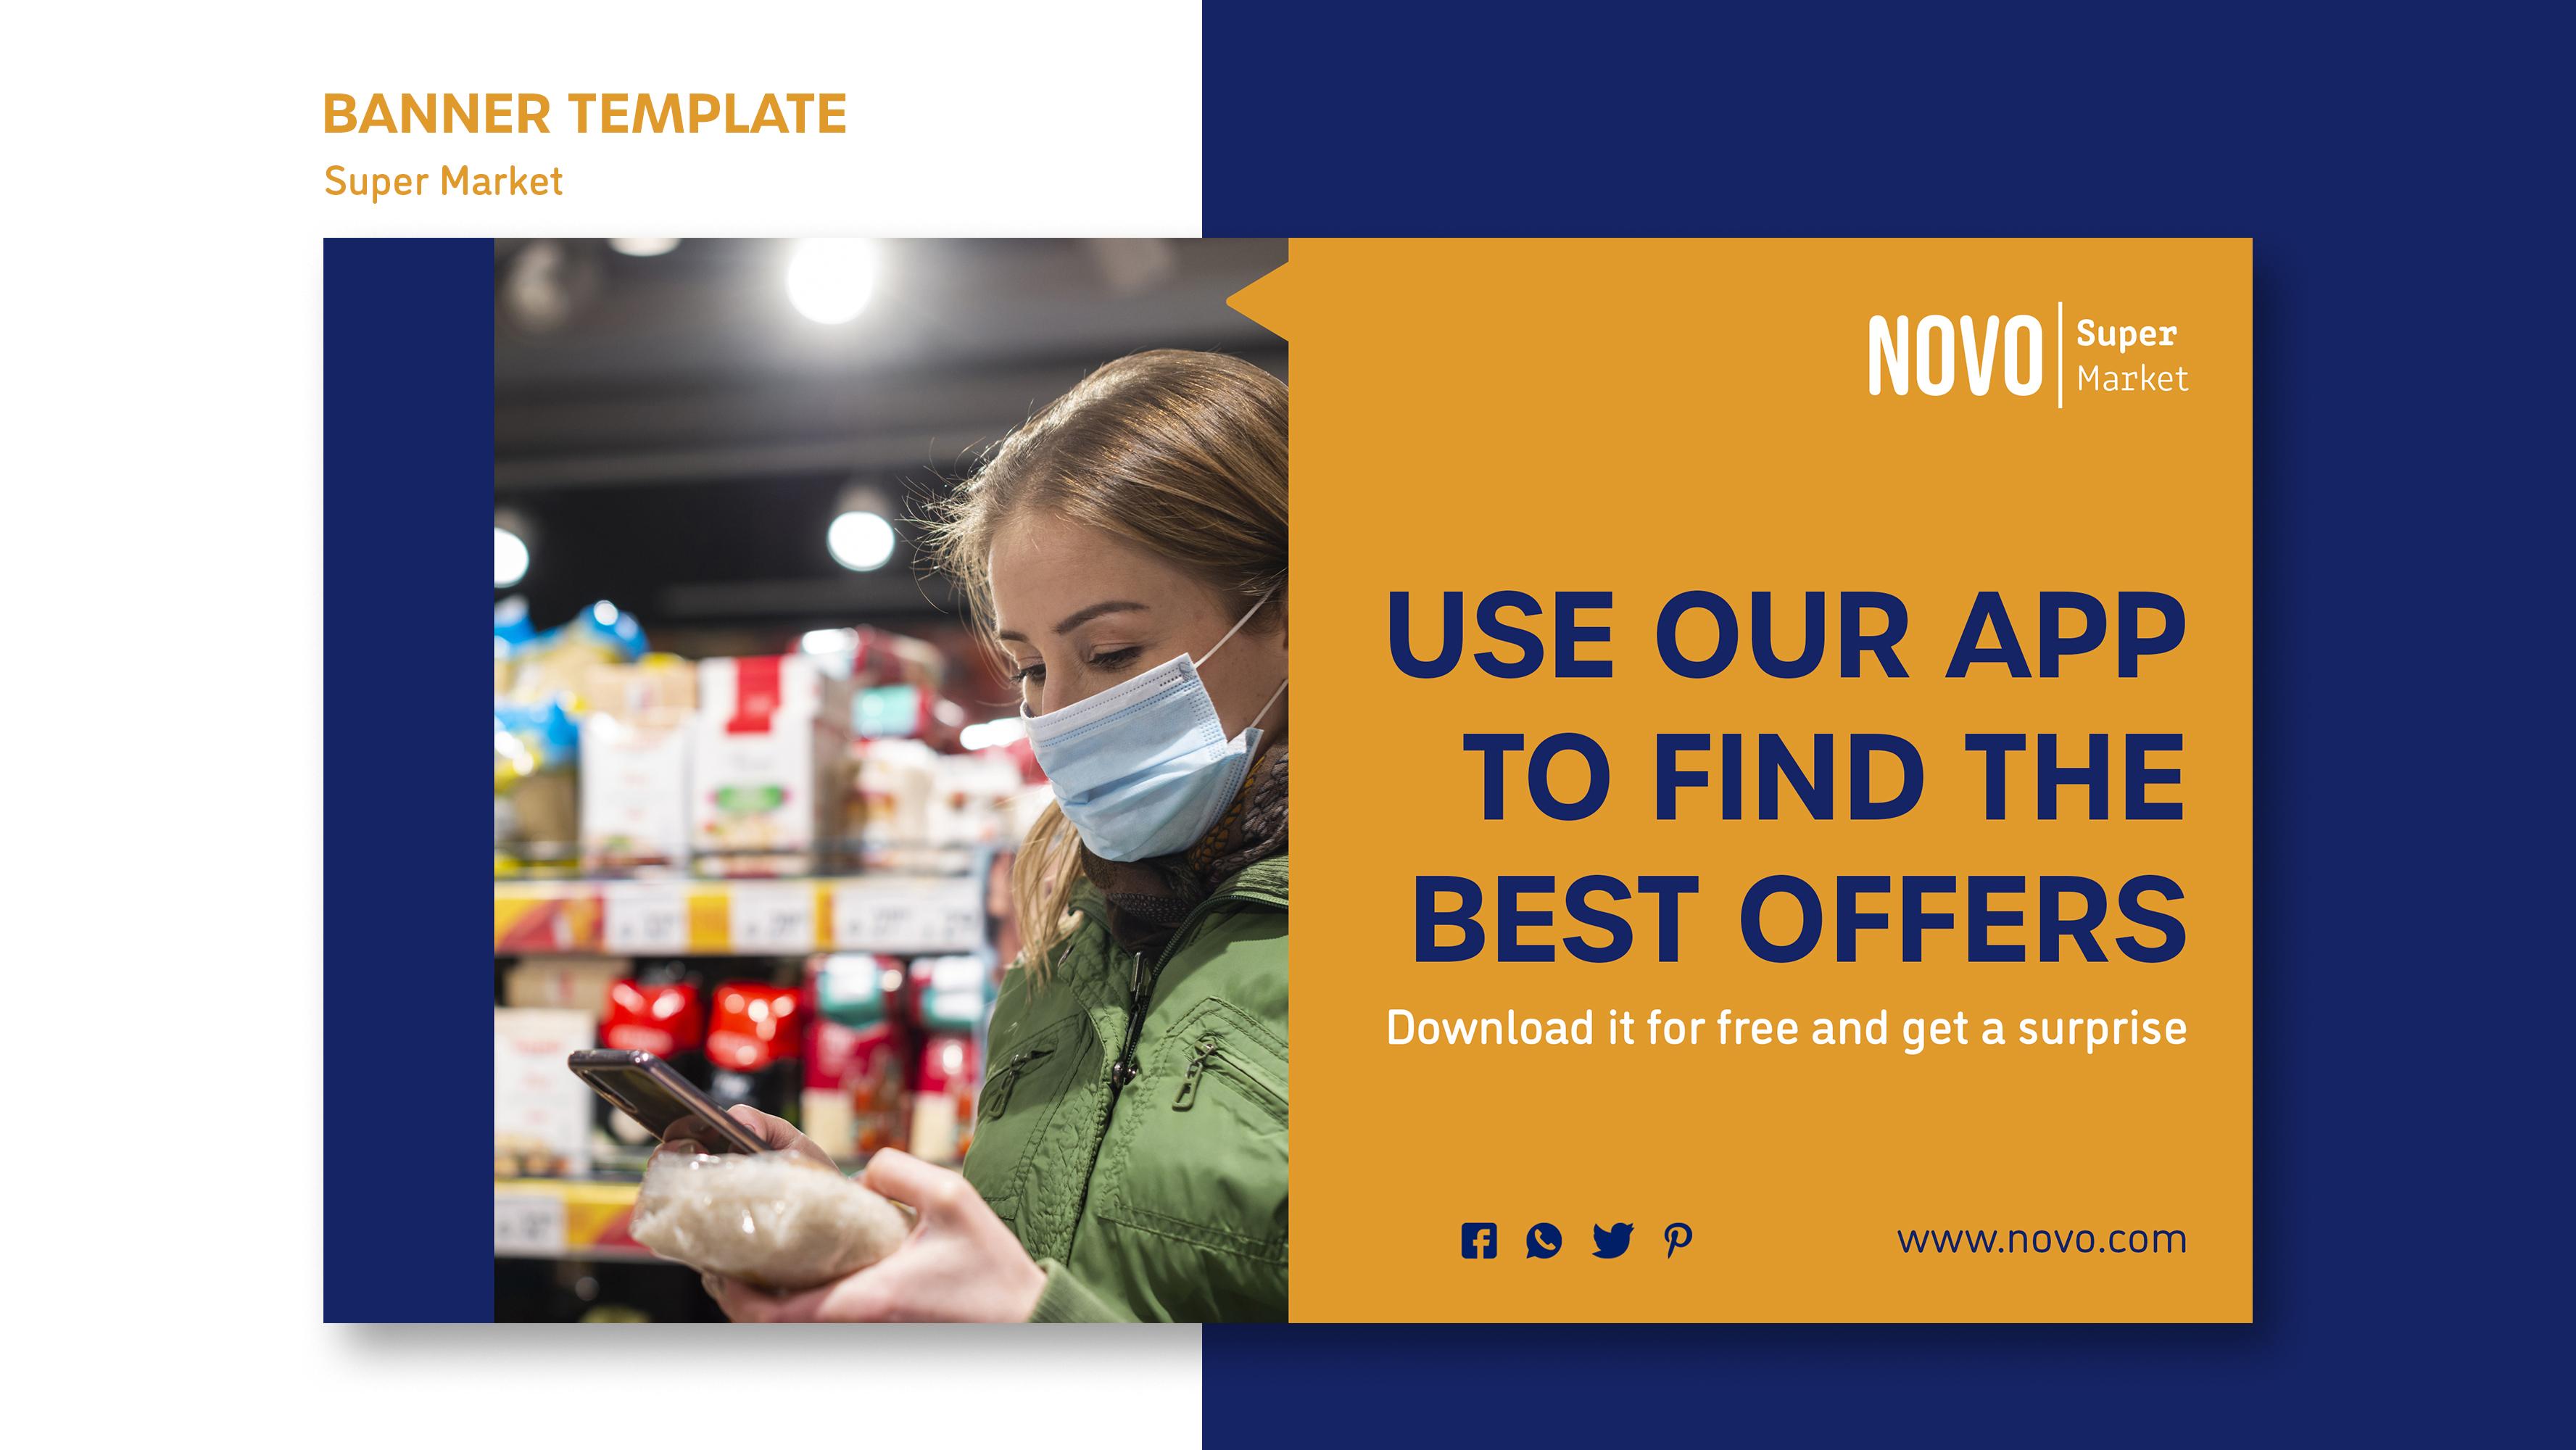 BANNER TEMPLATE
Super Market
NOVO
Super
Market
USE OUR APP
TO FIND THE
BEST OFFERS
Download it for free and get a surprise
www.novo.com